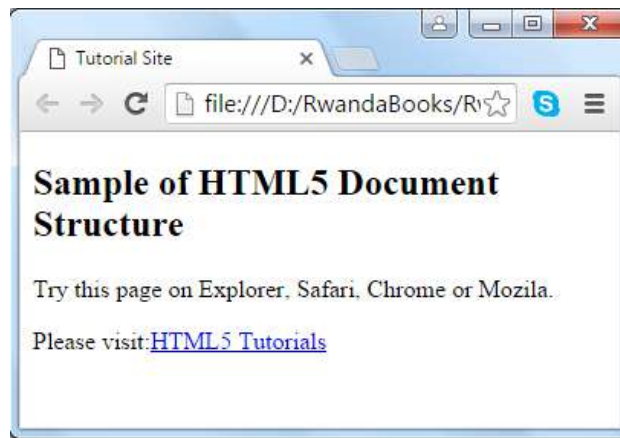 Tutorial Site
file:///D:/RwandaBooks/R
Sample of HTML5 Document
Structure
Try this page on Explorer, Safari, Chrome or Mozila.
Please visit:HTML5 Tutorials